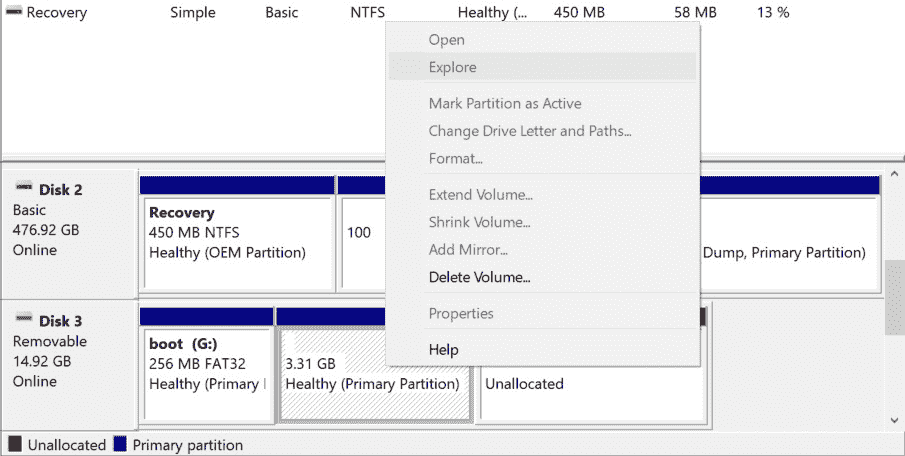 Recovery Simple Basic NTFS Healthy (... 450 MB 58 MB 13 %
Open
Explore
Mark Partition as Active
Change Drive Letter and Paths...
Format...
Extend Volume...
Shrink Volume...
Add Mirror...
Delete Volume...
Properties
Help
Disk 2
Basic
476.92 GB
Online
Recovery
450 MB NTFS
Healthy (OEM Partition)
100
Dump, Primary Partition)
Disk 3
Removable
14.92 GB
Online
boot (G:)
256 MB FAT32
Healthy (Primary
3.31 GB
Healthy (Primary Partition)
Unallocated
Unallocated Primary partition